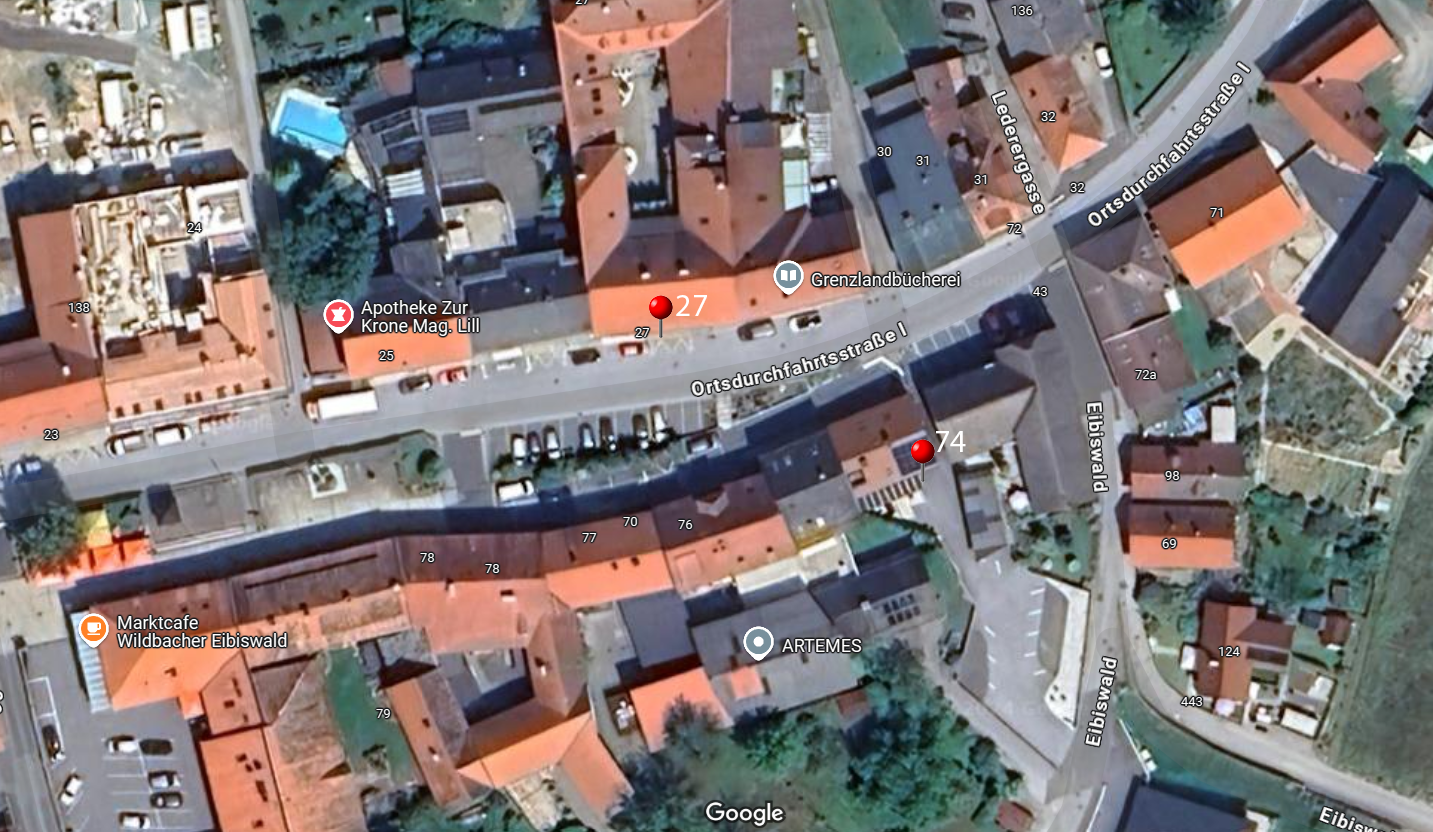 27
136
32
Lederergasse
Ortsdurchfahrtsstraße I
30
31
31
32
71
24
72
138
Apotheke Zur
Krone Mag. Lill
25
27
27
Grenzlandbücherei
43
Ortsdurchfahrtsstraße I
72a
23
74
Eibiswald
98
70
76
77
78
78
69
Marktcafe
Wildbacher Eibiswald
ARTEMES
124
79
443
Eibiswald
Google